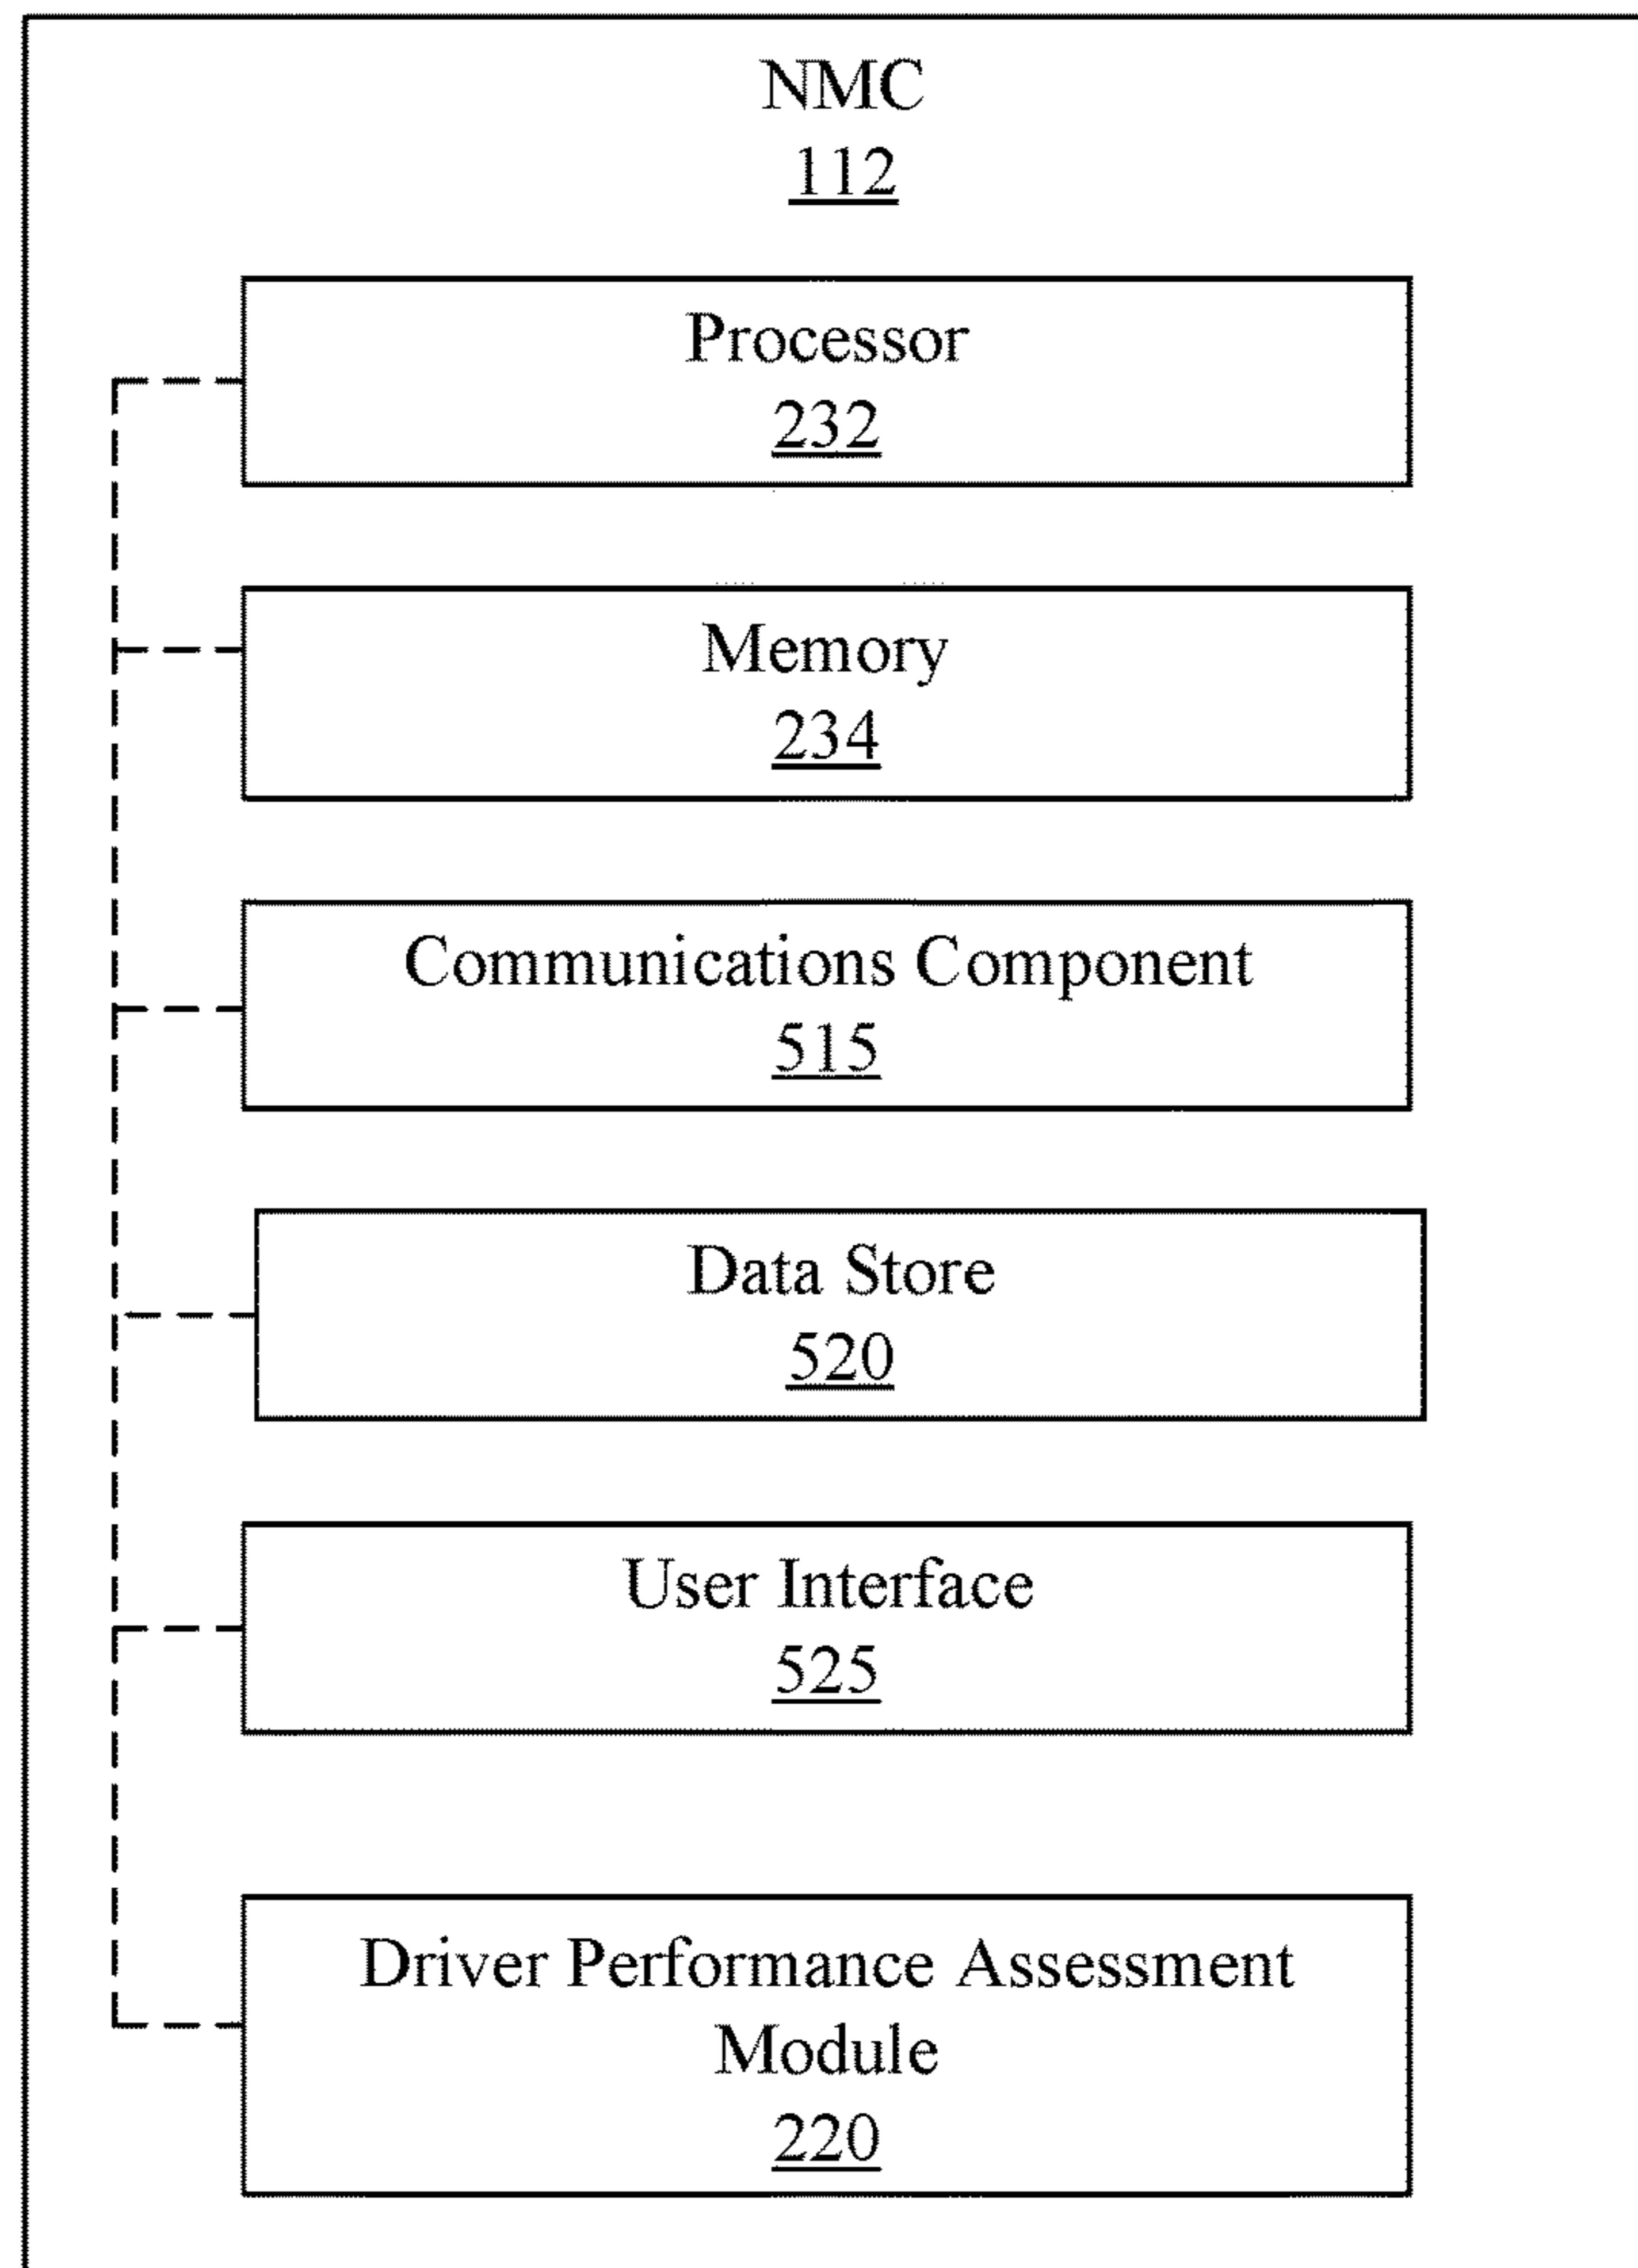 NMC
112
Processor
232
Memory
234
Communications Component
515
Data Store
520
User Interface
525
Driver Performance Assessment
Module
220